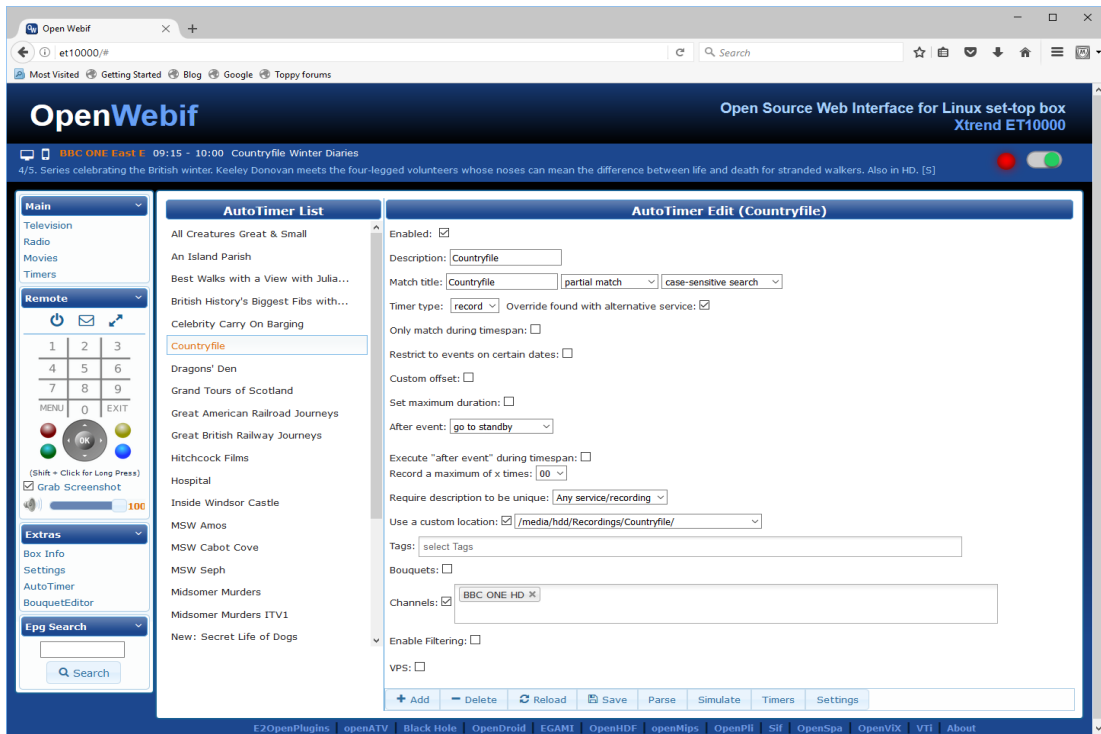 Open Webif
et10000/#
Search
Most Visited Getting Started Blog Google Toppy forums
OpenWebif
Open Source Web Interface for Linux set-top box
Xtrend ET10000
BBC ONE East E 09:15 - 10:00 Countryfile Winter Diaries
4/5. Series celebrating the British winter. Keeley Donovan meets the four-legged volunteers whose noses can mean the difference between life and death for stranded walkers. Also in HD. [S]
Main
Television
Radio
Movies
Timers
Remote
1 2 3
4 5 6
7 8 9
MENU 0 EXIT
OK
(Shift + Click for Long Press)
Grab Screenshot
100
Extras
Box Info
Settings
AutoTimer
BouquetEditor
Epg Search
Search
AutoTimer List
All Creatures Great & Small
An Island Parish
Best Walks with a View with Julia...
British History's Biggest Fibs with...
Celebrity Carry On Barging
Countryfile
Dragons' Den
Grand Tours of Scotland
Great American Railroad Journeys
Great British Railway Journeys
Hitchcock Films
Hospital
Inside Windsor Castle
MSW Amos
MSW Cabot Cove
MSW Seph
Midsomer Murders
Midsomer Murders ITV1
New: Secret Life of Dogs
AutoTimer Edit (Countryfile)
Enabled:
Description: Countryfile
Match title: Countryfile partial match case-sensitive search
Timer type: record Override found with alternative service:
Only match during timespan:
Restrict to events on certain dates:
Custom offset:
Set maximum duration:
After event: go to standby
Execute "after event" during timespan:
Record a maximum of x times: 00
Require description to be unique: Any service/recording
Use a custom location: /media/hdd/Recordings/Countryfile/
Tags: select Tags
Bouquets:
Channels: BBC ONE HD
Enable Filtering:
VPS:
Add Delete Reload Save Parse Simulate Timers Settings
E2OpenPlugins openATV Black Hole OpenDroid EGAMI OpenHDF openMips OpenPli Sif OpenSpa OpenViX VTi About